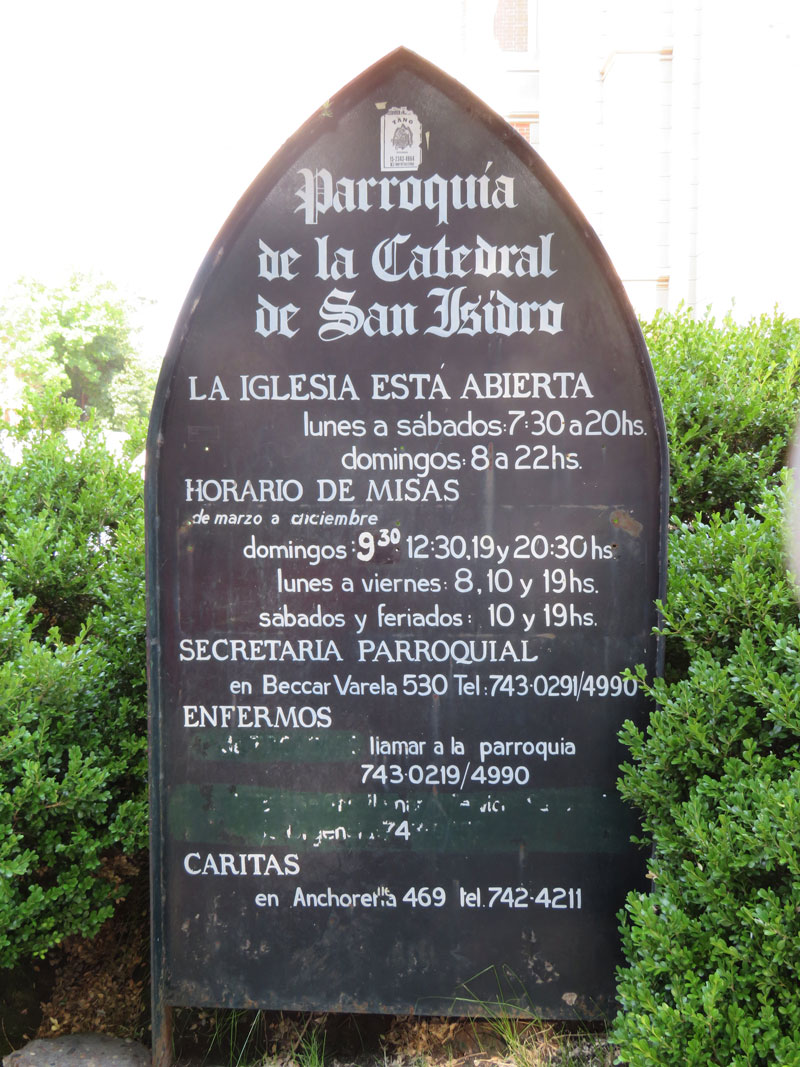 TANG
Parroquia
de la Catedral
de San Isidro
LA IGLESIA ESTÁ ABIERTA
lunes a sábados: 7:30 a 20hs.
domingos: 8 a 22hs.
HORARIO DE MISAS
de marzo a diciembre
domingos: 9³⁰ 12:30, 19 y 20:30 hs.
lunes a viernes: 8, 10 y 19hs.
sábados y feriados: 10 y 19hs.
SECRETARIA PARROQUIAL
en Beccar Varela 530 Tel.: 743-0291/4990
ENFERMOS
llamar a la parroquia
743-0219/4990
74
CARITAS
en Anchorena 469 tel. 742-4211